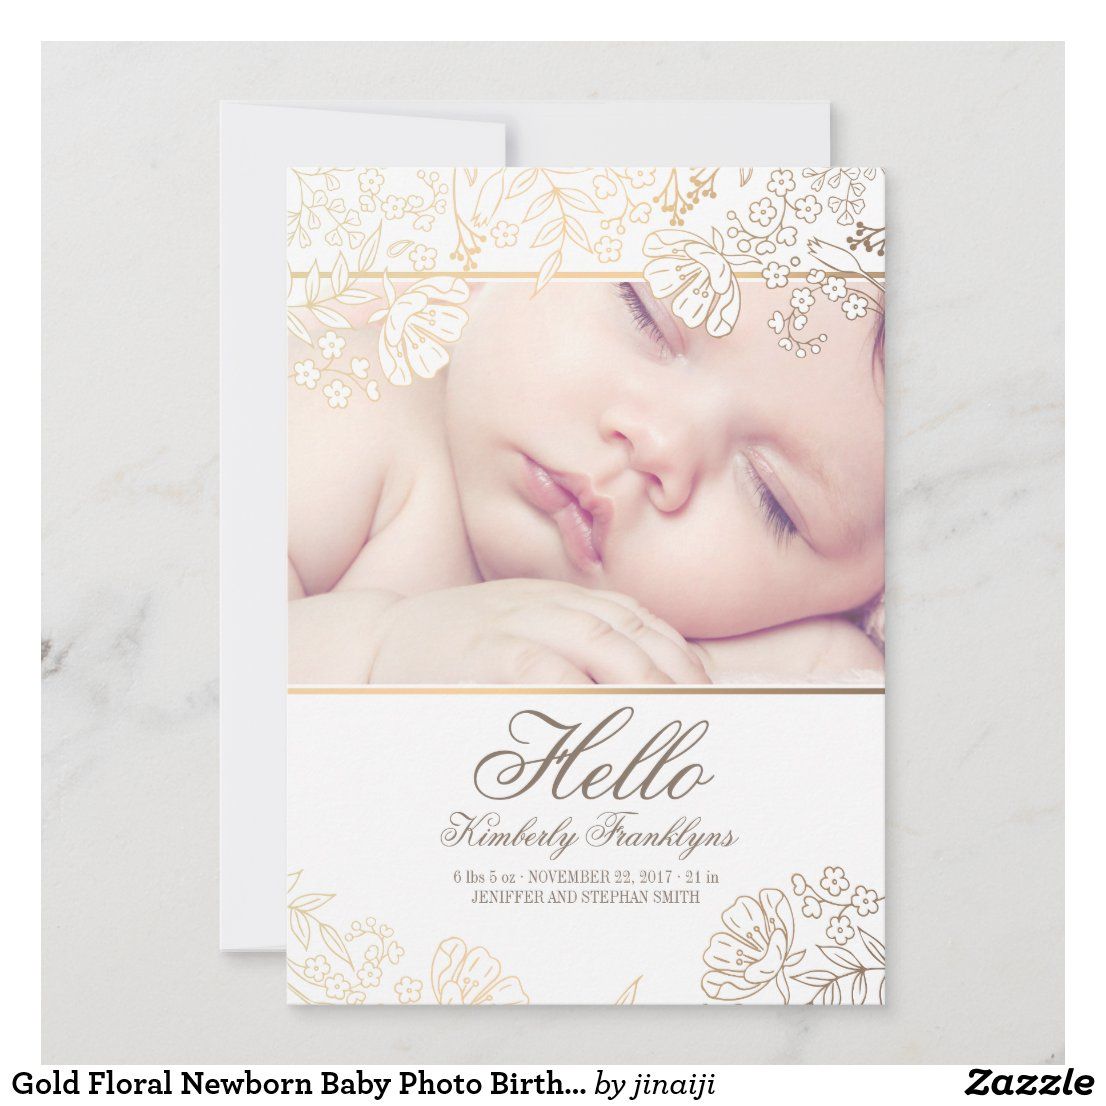 Hello
Kimberly Franklyns
6 lbs 5 oz · NOVEMBER 22, 2017 · 21 in
JENIFFER AND STEPHAN SMITH
Gold Floral Newborn Baby Photo Birth... by jinaiji Zazzle